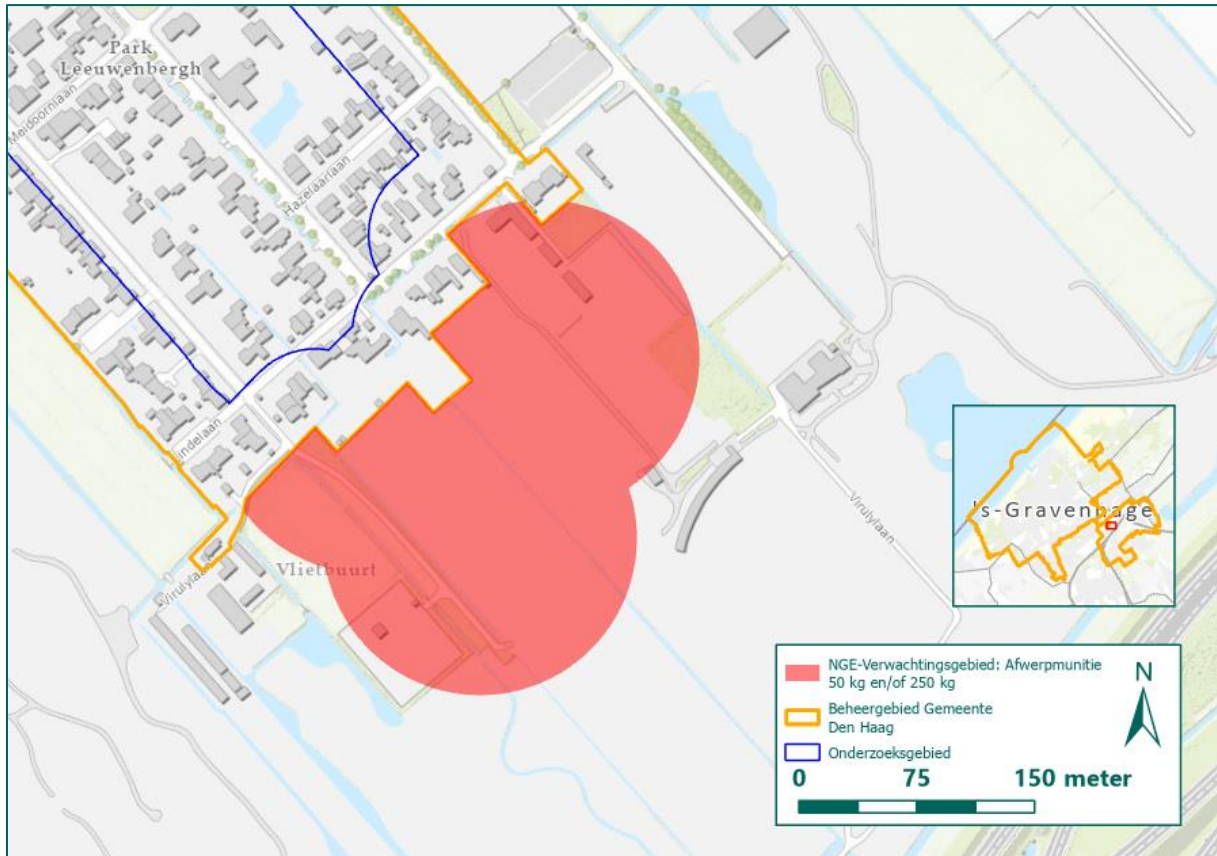 Park
Leeuwenbergh
Meidoornlaan
Hazelaarlaan
Lindelaan
Vlietbuurt
Virulylaan
Virulylaan
's-Gravenhage
NGE-Verwachtingsgebied: Afwerpmunitie
50 kg en/of 250 kg
Beheergebied Gemeente
Den Haag
Onderzoeksgebied
N
0 75 150 meter